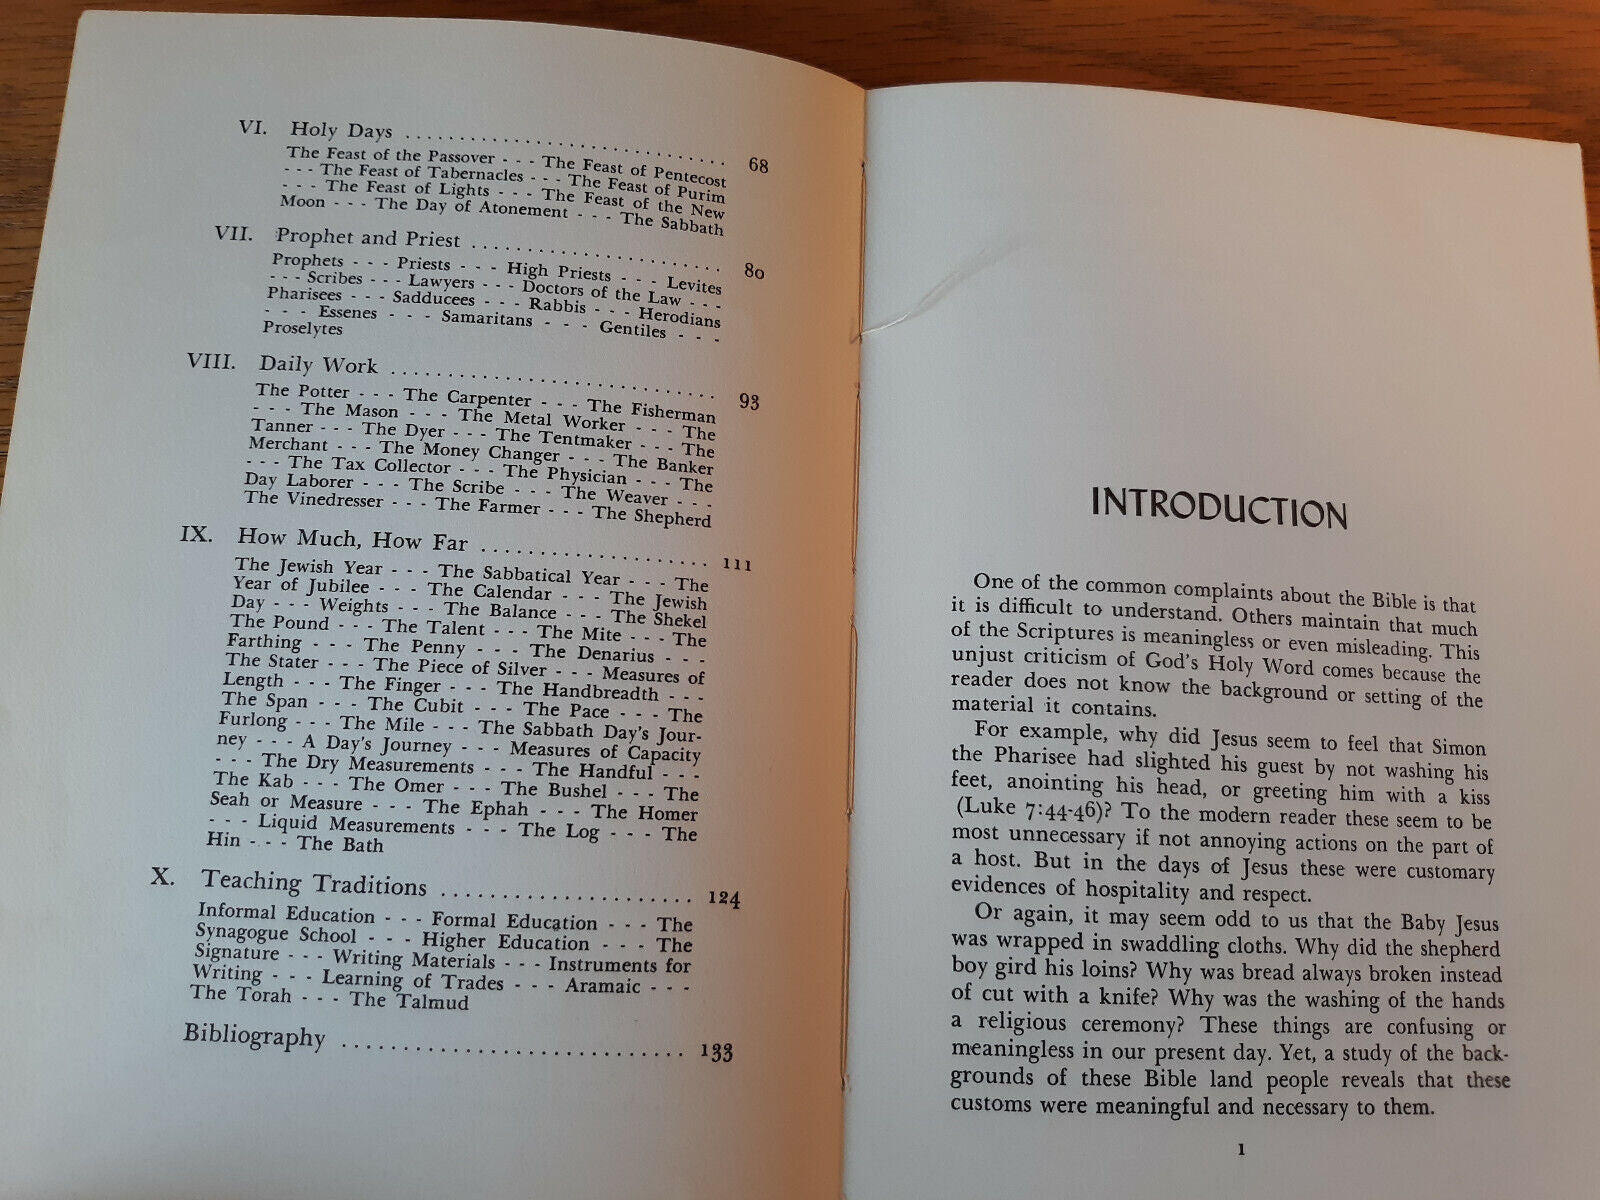 VI. Holy Days . . . . . . . . . . . . . . . . . . . . . . . . . . . . 68
The Feast of the Passover - - - The Feast of Pentecost
- - - The Feast of Tabernacles - - - The Feast of Purim
- - - The Feast of Lights - - - The Feast of the New
Moon - - - The Day of Atonement - - - The Sabbath
VII. Prophet and Priest . . . . . . . . . . . . . . . . . . . . . 80
Prophets - - - Priests - - - High Priests - - - Levites
- - - Scribes - - - Lawyers - - - Doctors of the Law - - -
Pharisees - - - Sadducees - - - Rabbis - - - Herodians
- - - Essenes - - - Samaritans - - - Gentiles - - -
Proselytes
VIII. Daily Work . . . . . . . . . . . . . . . . . . . . . . . . . . . 93
The Potter - - - The Carpenter - - - The Fisherman
- - - The Mason - - - The Metal Worker - - - The
Tanner - - - The Dyer - - - The Tentmaker - - - The
Merchant - - - The Money Changer - - - The Banker
- - - The Tax Collector - - - The Physician - - - The
Day Laborer - - - The Scribe - - - The Weaver - - -
The Vinedresser - - - The Farmer - - - The Shepherd
IX. How Much, How Far . . . . . . . . . . . . . . . . . . . 111
The Jewish Year - - - The Sabbatical Year - - - The
Year of Jubilee - - - The Calendar - - - The Jewish
Day - - - Weights - - - The Balance - - - The Shekel
The Pound - - - The Talent - - - The Mite - - - The
Farthing - - - The Penny - - - The Denarius - - -
The Stater - - - The Piece of Silver - - - Measures of
Length - - - The Finger - - - The Handbreadth - - -
The Span - - - The Cubit - - - The Pace - - - The
Furlong - - - The Mile - - - The Sabbath Day's Jour-
ney - - - A Day's Journey - - - Measures of Capacity
- - - The Dry Measurements - - - The Handful - - -
The Kab - - - The Omer - - - The Bushel - - - The
Seah or Measure - - - The Ephah - - - The Homer
- - - Liquid Measurements - - - The Log - - - The
Hin - - - The Bath
X. Teaching Traditions . . . . . . . . . . . . . . . . . . . . . 124
Informal Education - - - Formal Education - - - The
Synagogue School - - - Higher Education - - - The
Signature - - - Writing Materials - - - Instruments for
Writing - - - Learning of Trades - - - Aramaic - - -
The Torah - - - The Talmud
Bibliography . . . . . . . . . . . . . . . . . . . . . . . . . . . . 133
INTRODUCTION
One of the common complaints about the Bible is that
it is difficult to understand. Others maintain that much
of the Scriptures is meaningless or even misleading. This
unjust criticism of God's Holy Word comes because the
reader does not know the background or setting of the
material it contains.
For example, why did Jesus seem to feel that Simon
the Pharisee had slighted his guest by not washing his
feet, anointing his head, or greeting him with a kiss
(Luke 7:44-46)? To the modern reader these seem to be
most unnecessary if not annoying actions on the part of
a host. But in the days of Jesus these were customary
evidences of hospitality and respect.
Or again, it may seem odd to us that the Baby Jesus
was wrapped in swaddling cloths. Why did the shepherd
boy gird his loins? Why was bread always broken instead
of cut with a knife? Why was the washing of the hands
a religious ceremony? These things are confusing or
meaningless in our present day. Yet, a study of the back-
grounds of these Bible land people reveals that these
customs were meaningful and necessary to them.
1